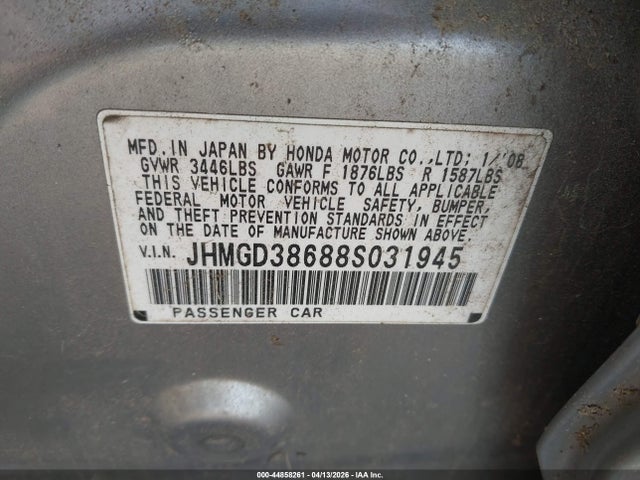 MFD. IN JAPAN BY HONDA MOTOR CO.,LTD; 1/'08
GVWR 3446LBS GAWR F 1876LBS R 1587LBS
THIS VEHICLE CONFORMS TO ALL APPLICABLE
FEDERAL MOTOR VEHICLE SAFETY, BUMPER,
AND THEFT PREVENTION STANDARDS IN EFFECT
ON THE DATE OF MANUFACTURE SHOWN ABOVE.
V.I.N. JHMGD38688S031945
PASSENGER CAR
000-44858261 - 04/13/2026 - IAA Inc.